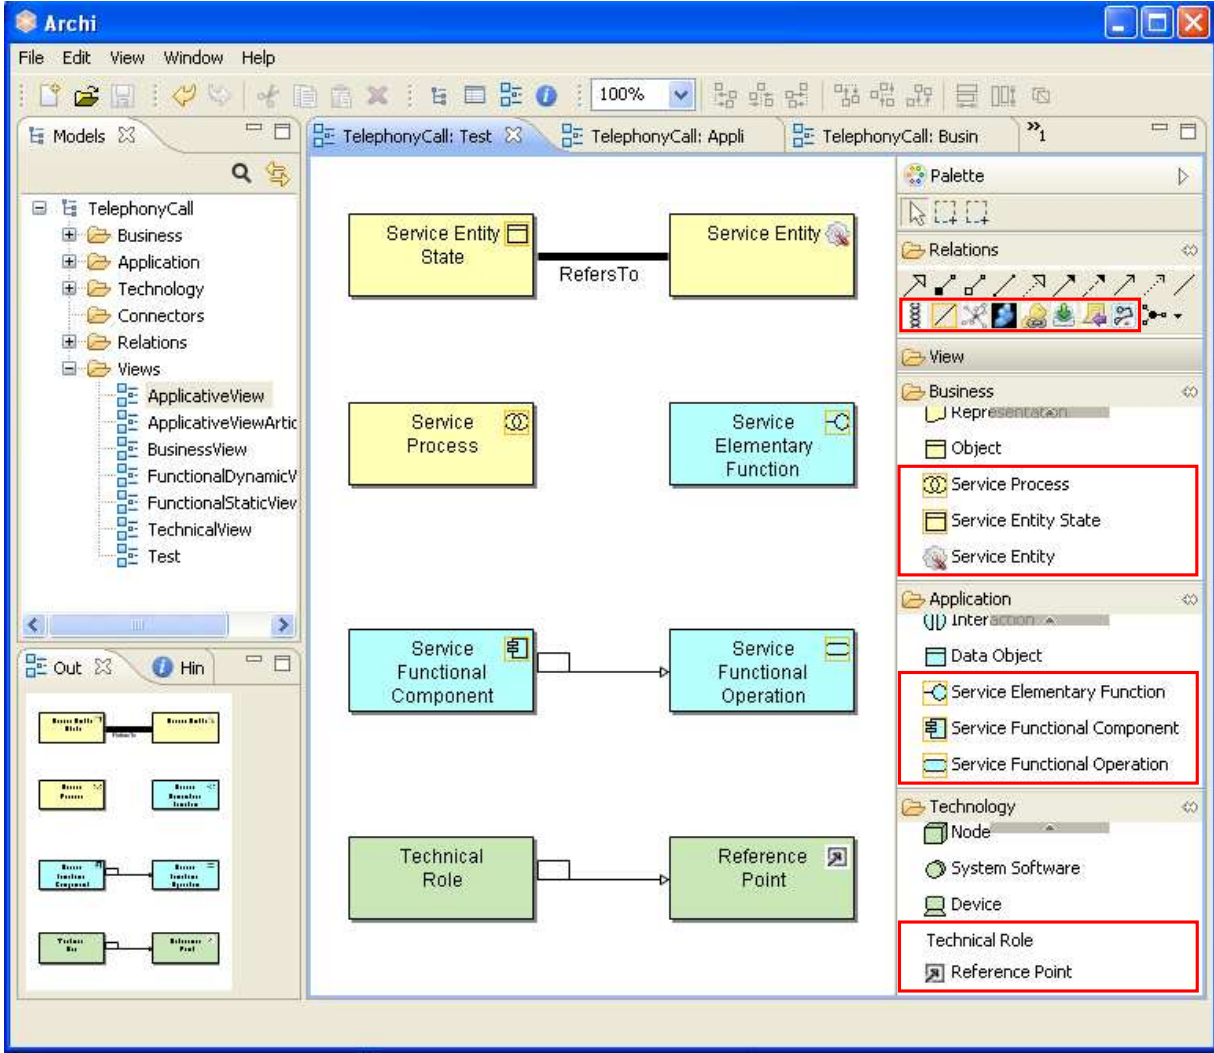 Archi
File Edit View Window Help
100%
Models
TelephonyCall: Test
TelephonyCall: Appli
TelephonyCall: Busin
»1
TelephonyCall
Business
Application
Technology
Connectors
Relations
Views
ApplicativeView
ApplicativeViewArtic
BusinessView
FunctionalDynamicV
FunctionalStaticView
TechnicalView
Test
Out
Hin
Service Entity
State
RefersTo
Service Entity
Service
Process
Service
Elementary
Function
Service
Functional
Component
Service
Functional
Operation
Technical
Role
Reference
Point
Palette
Relations
View
Business
Representation
Object
Service Process
Service Entity State
Service Entity
Application
Interaction
Data Object
Service Elementary Function
Service Functional Component
Service Functional Operation
Technology
Node
System Software
Device
Technical Role
Reference Point